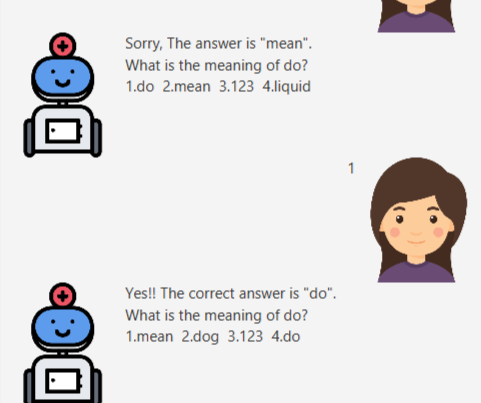 Sorry, The answer is "mean".
What is the meaning of do?
1.do 2.mean 3.123 4.liquid
1
Yes!! The correct answer is "do".
What is the meaning of do?
1.mean 2.dog 3.123 4.do